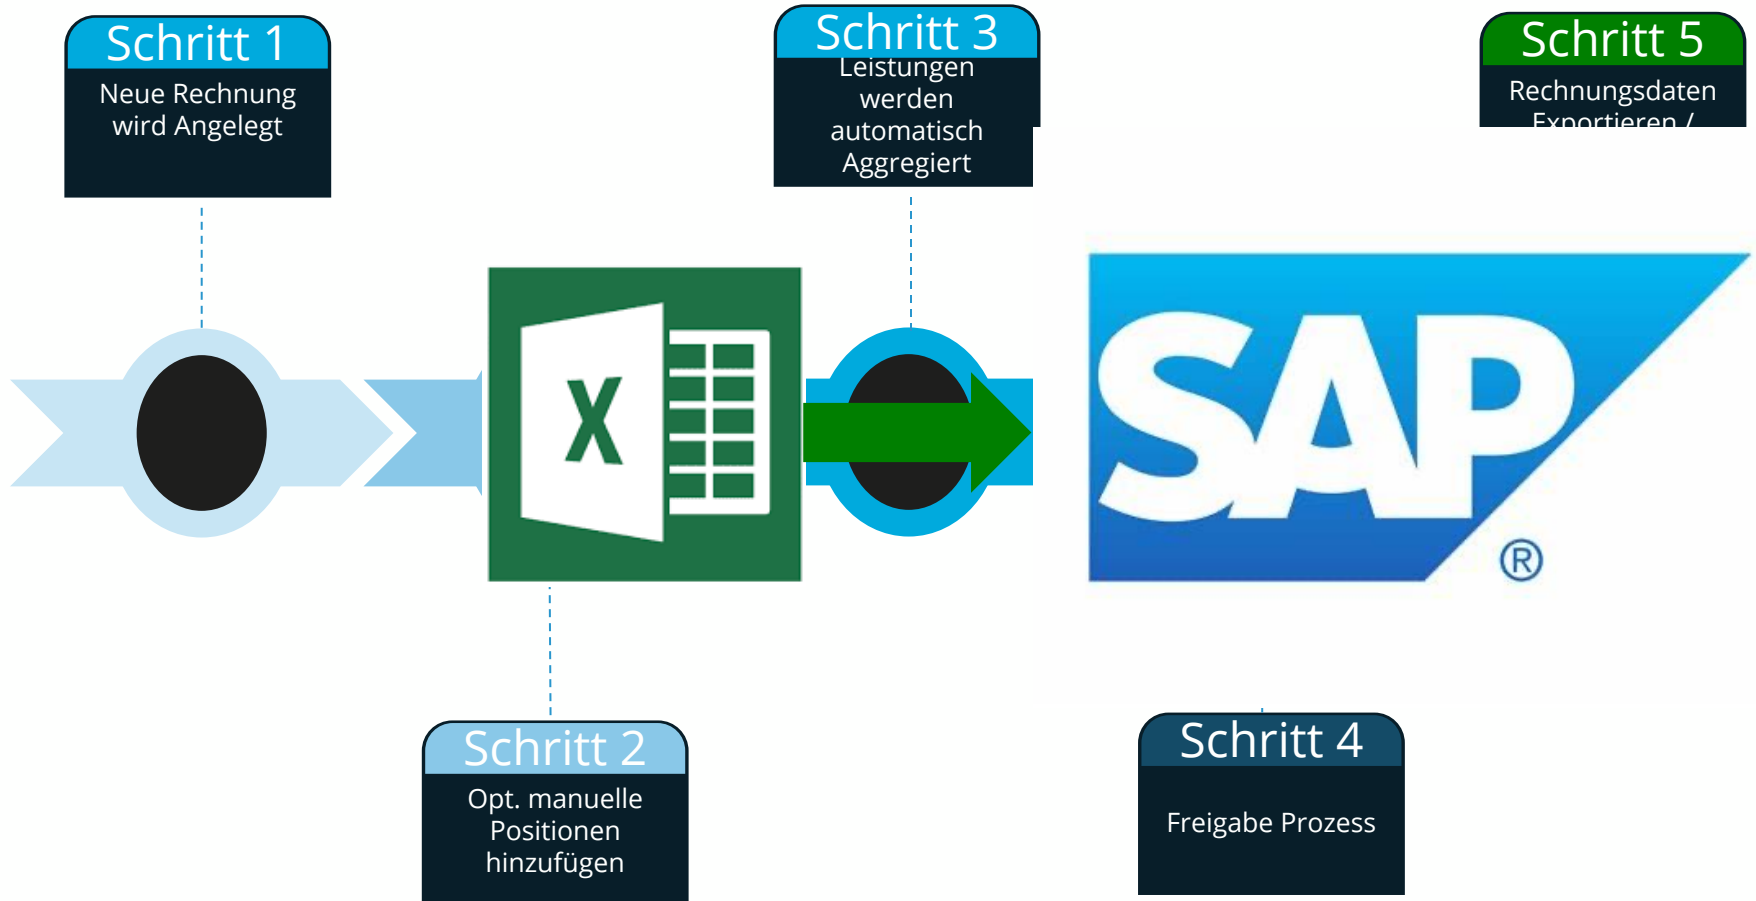 Schritt 1
Neue Rechnung
wird Angelegt
Schritt 2
Opt. manuelle
Positionen
hinzufügen
Schritt 3
Leistungen
werden
automatisch
Aggregiert
Schritt 4
Freigabe Prozess
Schritt 5
Rechnungsdaten
Exportieren /
X
SAP
®